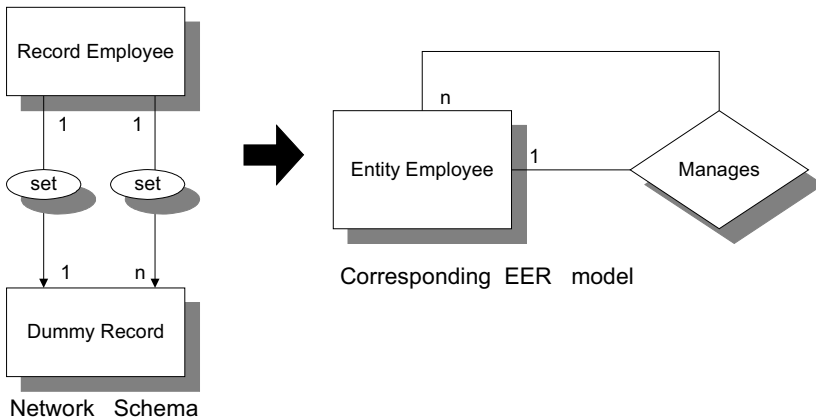 Record Employee
1
1
set
set
1
n
Dummy Record
Network Schema
n
Entity Employee
1
Manages
Corresponding EER model